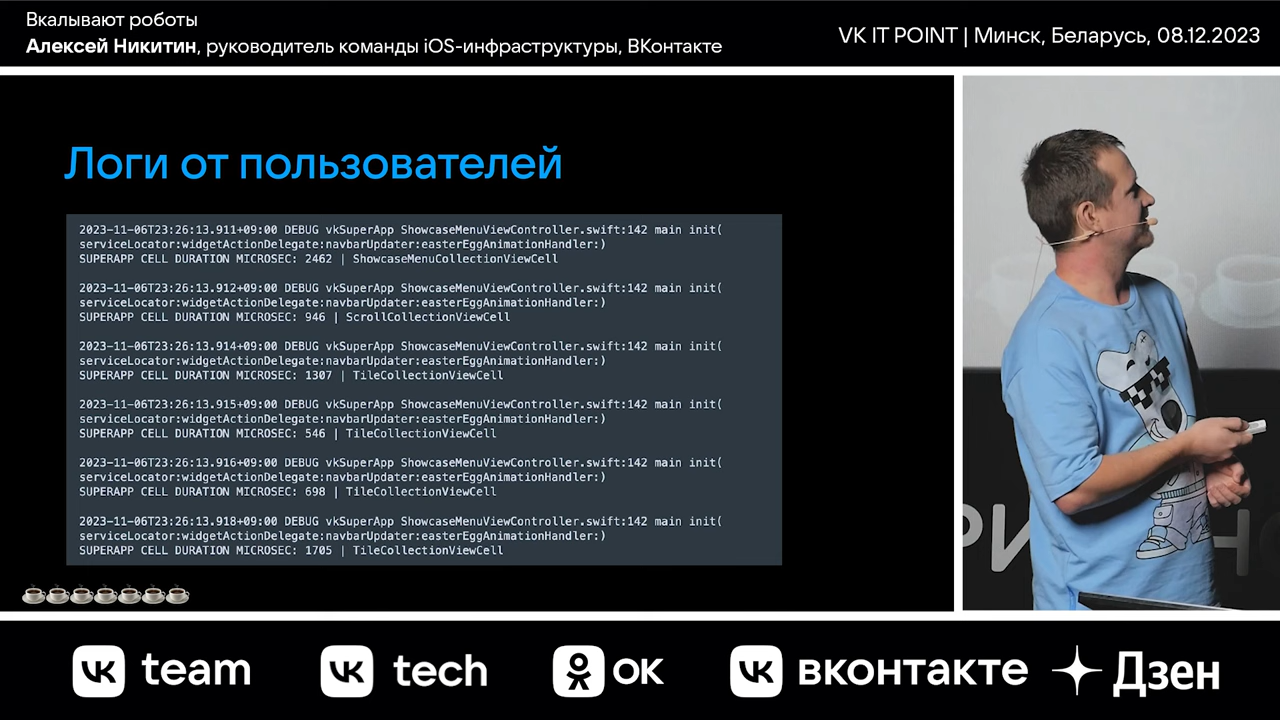 Вкалывают роботы
Алексей Никитин, руководитель команды iOS-инфраструктуры, ВКонтакте
VK IT POINT | Минск, Беларусь, 08.12.2023
Логи от пользователей
2023-11-06T23:26:13.911+09:00 DEBUG vkSuperApp ShowcaseMenuViewController.swift:142 main init(
serviceLocator:widgetActionDelegate:navbarUpdater:easterEggAnimationHandler:)
SUPERAPP CELL DURATION MICROSEC: 2462 | ShowcaseMenuCollectionViewCell
2023-11-06T23:26:13.912+09:00 DEBUG vkSuperApp ShowcaseMenuViewController.swift:142 main init(
serviceLocator:widgetActionDelegate:navbarUpdater:easterEggAnimationHandler:)
SUPERAPP CELL DURATION MICROSEC: 946 | ScrollCollectionViewCell
2023-11-06T23:26:13.914+09:00 DEBUG vkSuperApp ShowcaseMenuViewController.swift:142 main init(
serviceLocator:widgetActionDelegate:navbarUpdater:easterEggAnimationHandler:)
SUPERAPP CELL DURATION MICROSEC: 1307 | TileCollectionViewCell
2023-11-06T23:26:13.915+09:00 DEBUG vkSuperApp ShowcaseMenuViewController.swift:142 main init(
serviceLocator:widgetActionDelegate:navbarUpdater:easterEggAnimationHandler:)
SUPERAPP CELL DURATION MICROSEC: 546 | TileCollectionViewCell
2023-11-06T23:26:13.916+09:00 DEBUG vkSuperApp ShowcaseMenuViewController.swift:142 main init(
serviceLocator:widgetActionDelegate:navbarUpdater:easterEggAnimationHandler:)
SUPERAPP CELL DURATION MICROSEC: 698 | TileCollectionViewCell
2023-11-06T23:26:13.918+09:00 DEBUG vkSuperApp ShowcaseMenuViewController.swift:142 main init(
serviceLocator:widgetActionDelegate:navbarUpdater:easterEggAnimationHandler:)
SUPERAPP CELL DURATION MICROSEC: 1705 | TileCollectionViewCell
VK team
VK tech
OK
VK вконтакте
Дзен